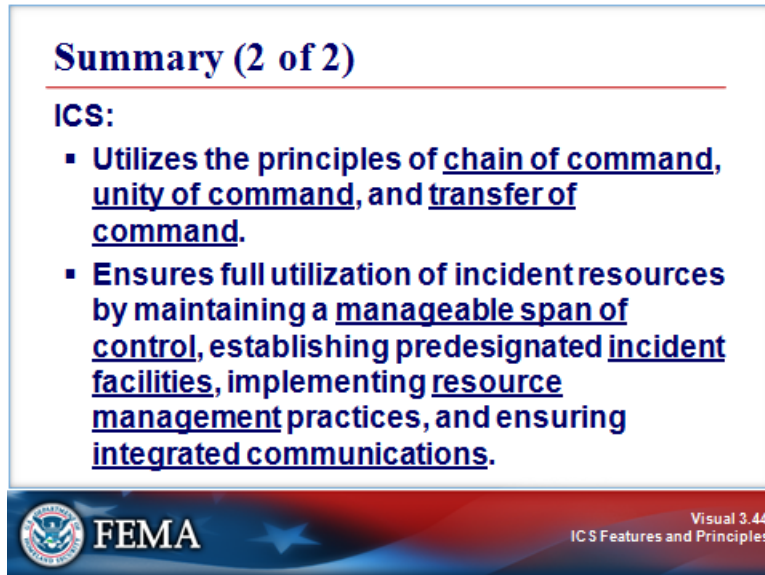 Summary (2 of 2)
ICS:
▪ Utilizes the principles of chain of command,
unity of command, and transfer of
command.
▪ Ensures full utilization of incident resources
by maintaining a manageable span of
control, establishing predesignated incident
facilities, implementing resource
management practices, and ensuring
integrated communications.
FEMA
Visual 3.44
ICS Features and Principles